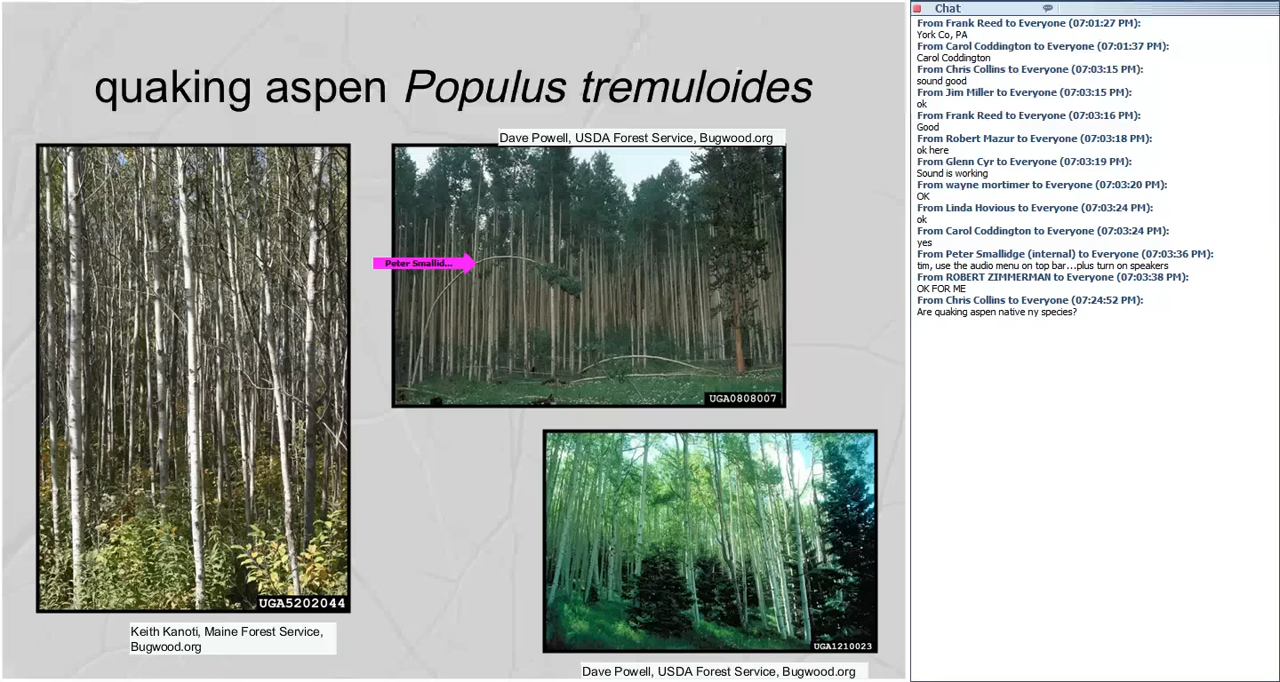 quaking aspen Populus tremuloides
Dave Powell, USDA Forest Service, Bugwood.org
Peter Smallid...
UGA0808007
UGA5202044
Keith Kanoti, Maine Forest Service,
Bugwood.org
UGA1210023
Dave Powell, USDA Forest Service, Bugwood.org
Chat
From Frank Reed to Everyone (07:01:27 PM):
York Co, PA
From Carol Coddington to Everyone (07:01:37 PM):
Carol Coddington
From Chris Collins to Everyone (07:03:15 PM):
sound good
From Jim Miller to Everyone (07:03:15 PM):
ok
From Frank Reed to Everyone (07:03:16 PM):
Good
From Robert Mazur to Everyone (07:03:18 PM):
ok here
From Glenn Cyr to Everyone (07:03:19 PM):
Sound is working
From wayne mortimer to Everyone (07:03:20 PM):
OK
From Linda Hovious to Everyone (07:03:24 PM):
ok
From Carol Coddington to Everyone (07:03:24 PM):
yes
From Peter Smallidge (internal) to Everyone (07:03:36 PM):
tim, use the audio menu on top bar...plus turn on speakers
From ROBERT ZIMMERMAN to Everyone (07:03:38 PM):
OK FOR ME
From Chris Collins to Everyone (07:24:52 PM):
Are quaking aspen native ny species?